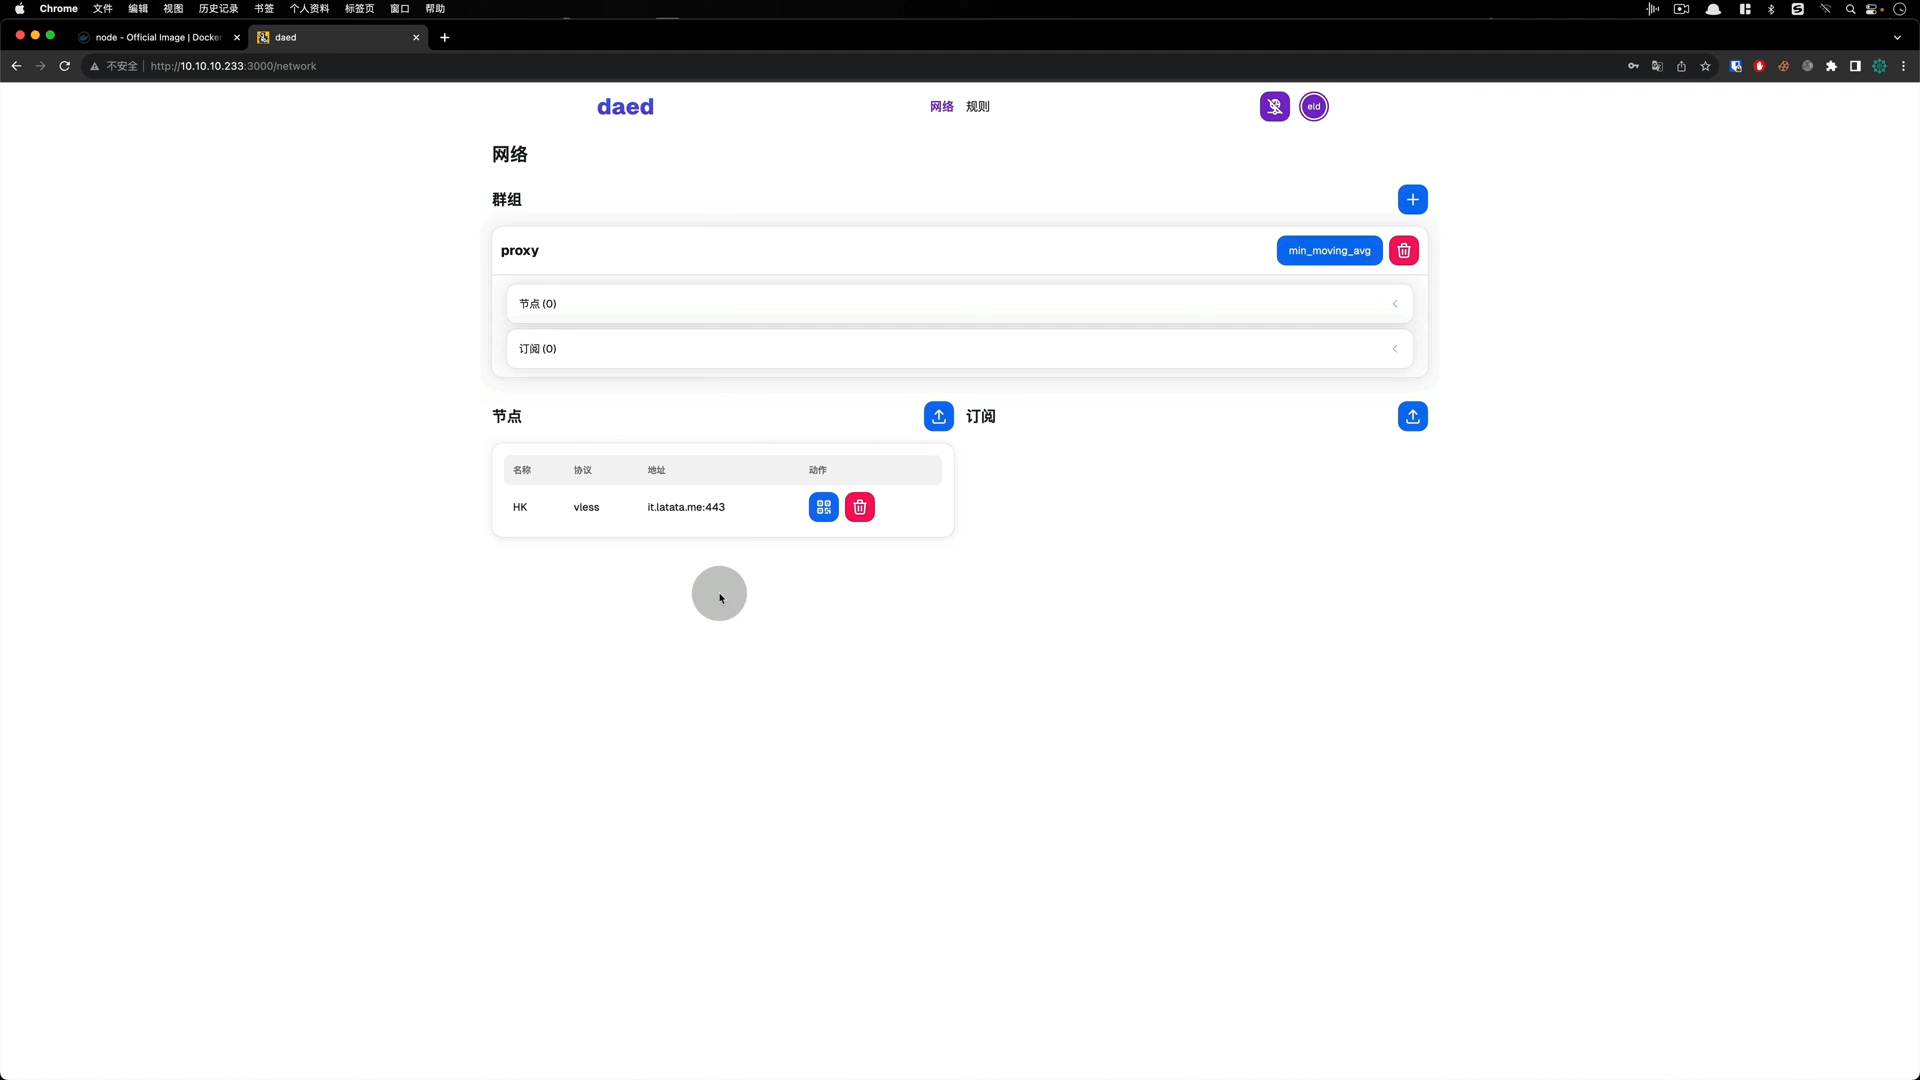 Chrome 文件 编辑 视图 历史记录 书签 个人资料 标签页 窗口 帮助
node - Official Image | Docker
daed
不安全 http://10.10.10.233:3000/network
daed
网络 规则
eld
网络
群组
proxy
min_moving_avg
节点 (0)
订阅 (0)
节点
订阅
名称 协议 地址 动作
HK vless it.latata.me:443